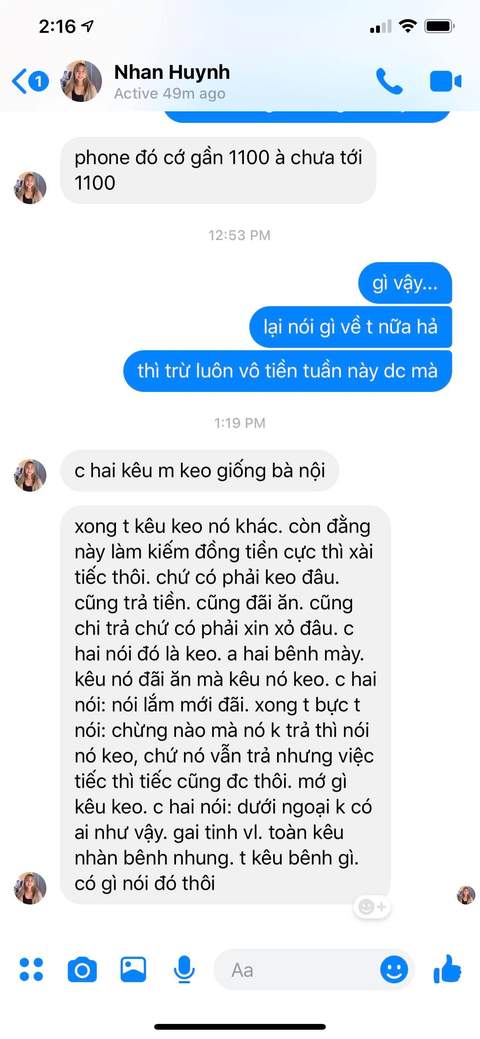 2:16
1
Nhan Huynh
Active 49m ago
phone đó cớ gần 1100 à chưa tới
1100
12:53 PM
gì vậy...
lại nói gì về t nữa hả
thì trừ luôn vô tiền tuần này dc mà
1:19 PM
c hai kêu m keo giống bà nội
xong t kêu keo nó khác. còn đằng
này làm kiếm đồng tiền cực thì xài
tiếc thôi. chứ có phải keo đâu.
cũng trả tiền. cũng đãi ăn. cũng
chi trả chứ có phải xin xỏ đâu. c
hai nói đó là keo. a hai bênh mày.
kêu nó đãi ăn mà kêu nó keo. c hai
nói: nói lắm mới đãi. xong t bực t
nói: chừng nào mà nó k trả thì nói
nó keo, chứ nó vẫn trả nhưng việc
tiếc thì tiếc cũng đc thôi. mớ gì
kêu keo. c hai nói: dưới ngoại k có
ai như vậy. gai tinh vl. toàn kêu
nhàn bênh nhung. t kêu bênh gì.
có gì nói đó thôi
Aa